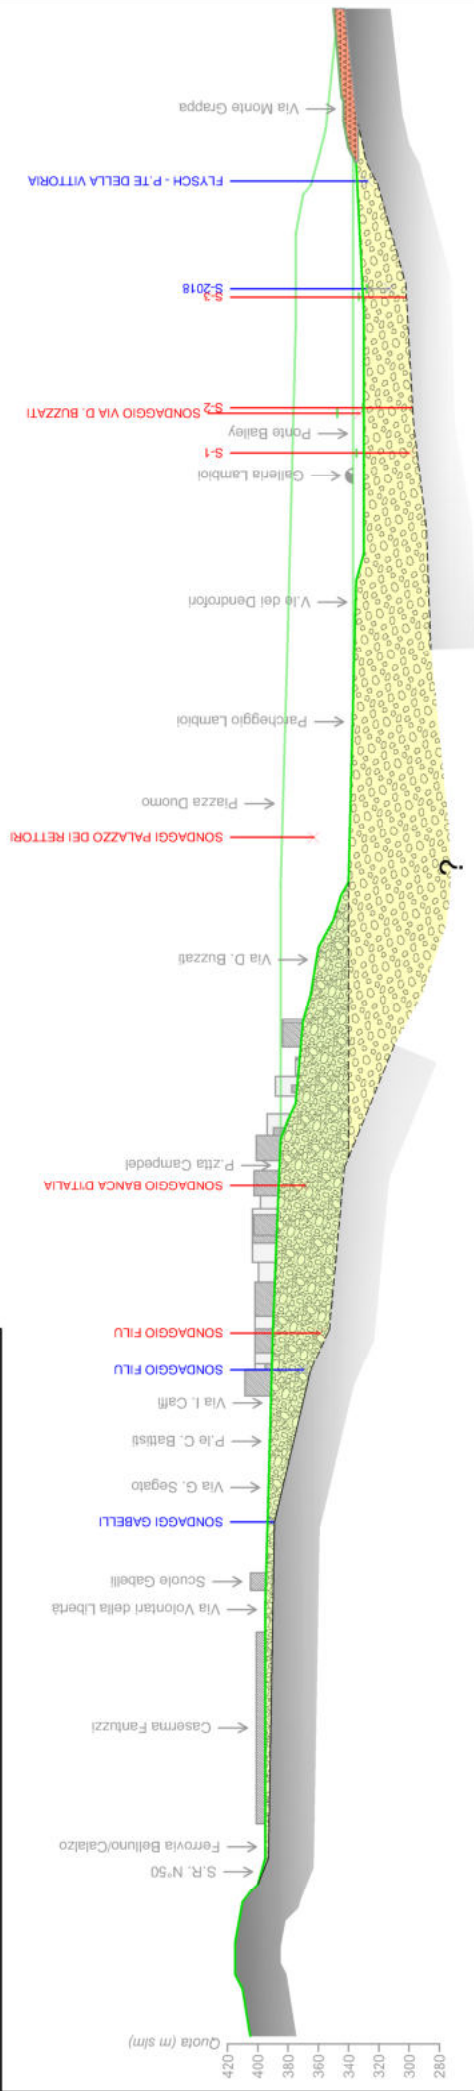 Quota (m slm)
420
400
380
360
340
320
300
280
S.R. N°50
Ferrovia Belluno/Calalzo
Caserma Fantuzzi
Via Volontari della Libertà
Scuole Gabelli
SONDAGGI GABELLI
Via G. Segato
P.le C. Battisti
Via I. Caffi
SONDAGGIO FILU
SONDAGGIO FILU
SONDAGGIO BANCA D'ITALIA
P.ztta Campedel
Via D. Buzzati
?
SONDAGGI PALAZZO DEI RETTORI
Piazza Duomo
Parcheggio Lambioi
V.le dei Dendrofori
Galleria Lambioi
S-1
Ponte Bailey
SONDAGGIO VIA D. BUZZATI
S-2
S-3
S-2018
FLYSCH - P.TE DELLA VITTORIA
Via Monte Grappa